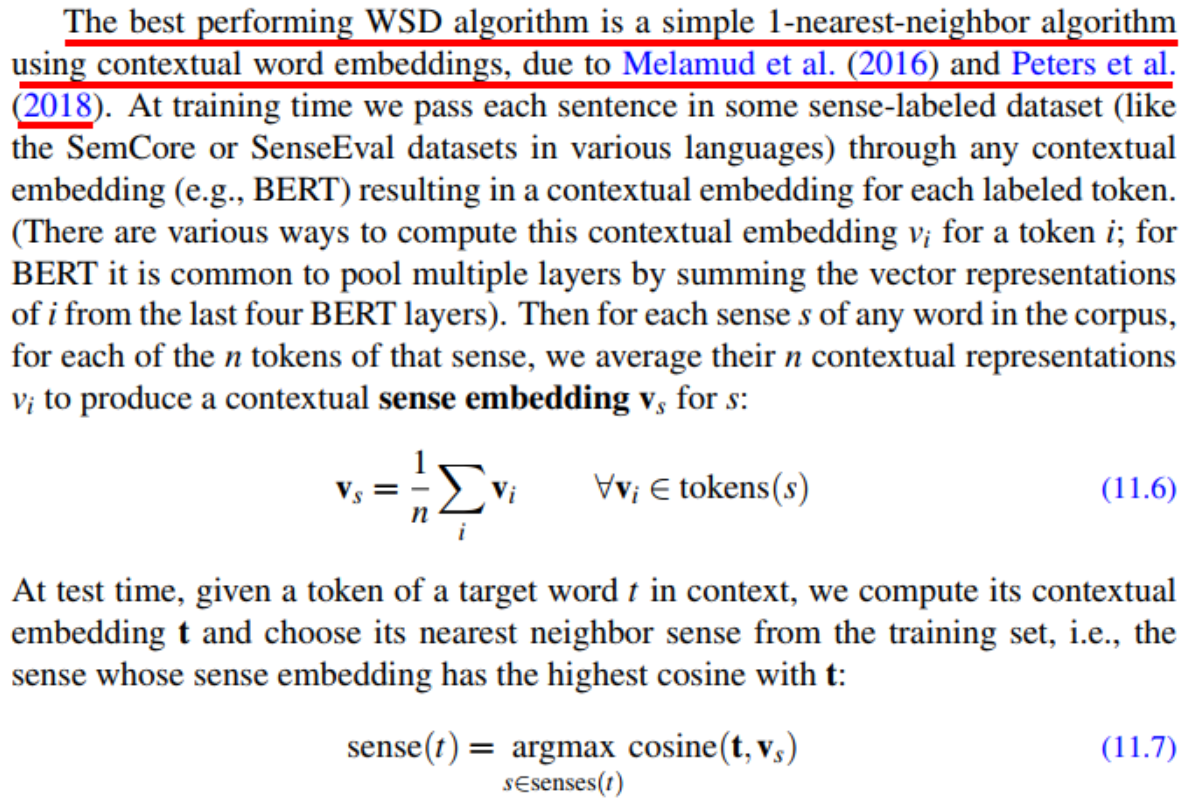 The best performing WSD algorithm is a simple 1-nearest-neighbor algorithm
using contextual word embeddings, due to Melamud et al. (2016) and Peters et al.
(2018). At training time we pass each sentence in some sense-labeled dataset (like
the SemCore or SenseEval datasets in various languages) through any contextual
embedding (e.g., BERT) resulting in a contextual embedding for each labeled token.
(There are various ways to compute this contextual embedding vᵢ for a token i; for
BERT it is common to pool multiple layers by summing the vector representations
of i from the last four BERT layers). Then for each sense s of any word in the corpus,
for each of the n tokens of that sense, we average their n contextual representations
vᵢ to produce a contextual sense embedding vₛ for s:
vₛ = 1/n ∑ᵢ vᵢ ∀vᵢ ∈ tokens(s) (11.6)
At test time, given a token of a target word t in context, we compute its contextual
embedding t and choose its nearest neighbor sense from the training set, i.e., the
sense whose sense embedding has the highest cosine with t:
sense(t) = argmax cosine(t, vₛ) (11.7)
s∈senses(t)